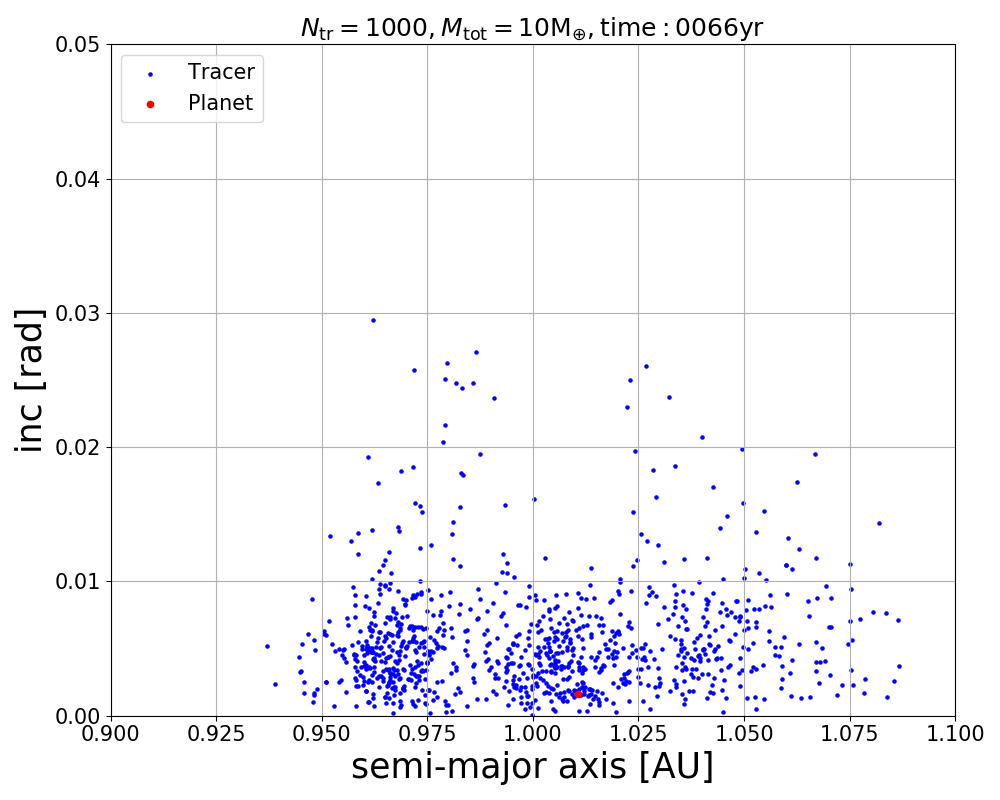 N_tr = 1000, M_tot = 10M_⊕, time : 0066yr
Tracer
Planet
inc [rad]
0.05
0.04
0.03
0.02
0.01
0.00
0.900 0.925 0.950 0.975 1.000 1.025 1.050 1.075 1.100
semi-major axis [AU]